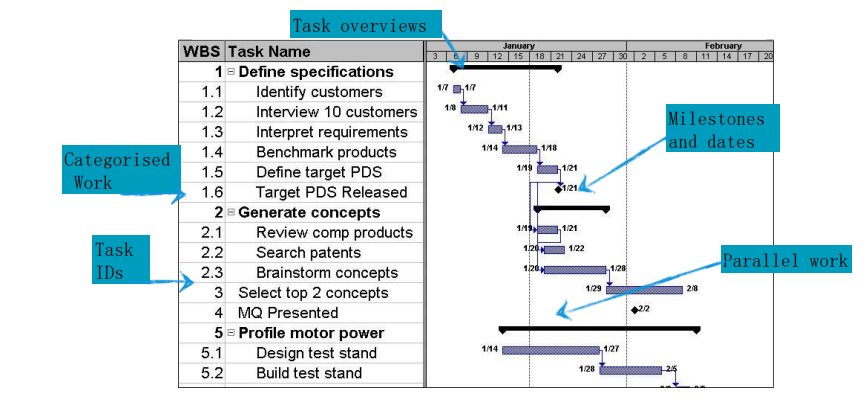 Task overviews
WBS Task Name
January February
3 6 9 12 15 18 21 24 27 30 2 5 8 11 14 17 20
1 Define specifications
1.1 Identify customers 1/7 1/7
1.2 Interview 10 customers 1/8 1/11
1.3 Interpret requirements 1/12 1/13
1.4 Benchmark products 1/14 1/18
1.5 Define target PDS 1/19 1/21
1.6 Target PDS Released 1/21
2 Generate concepts
2.1 Review comp products 1/19 1/21
2.2 Search patents 1/20 1/22
2.3 Brainstorm concepts 1/20 1/28
3 Select top 2 concepts 1/29 2/8
4 MQ Presented 2/2
5 Profile motor power
5.1 Design test stand 1/14 1/27
5.2 Build test stand 1/28 2/5
Milestones
and dates
Categorised
Work
Task
IDs
Parallel work